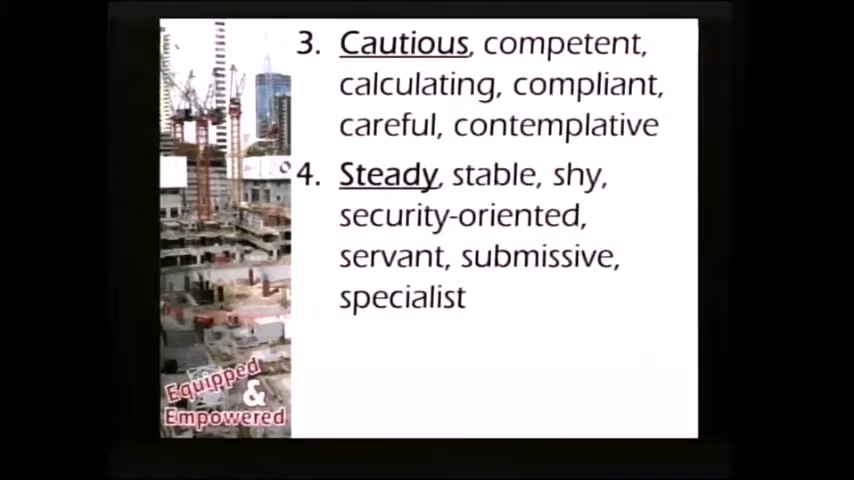 3. Cautious, competent,
calculating, compliant,
careful, contemplative
4. Steady, stable, shy,
security-oriented,
servant, submissive,
specialist
Equipped
&
Empowered